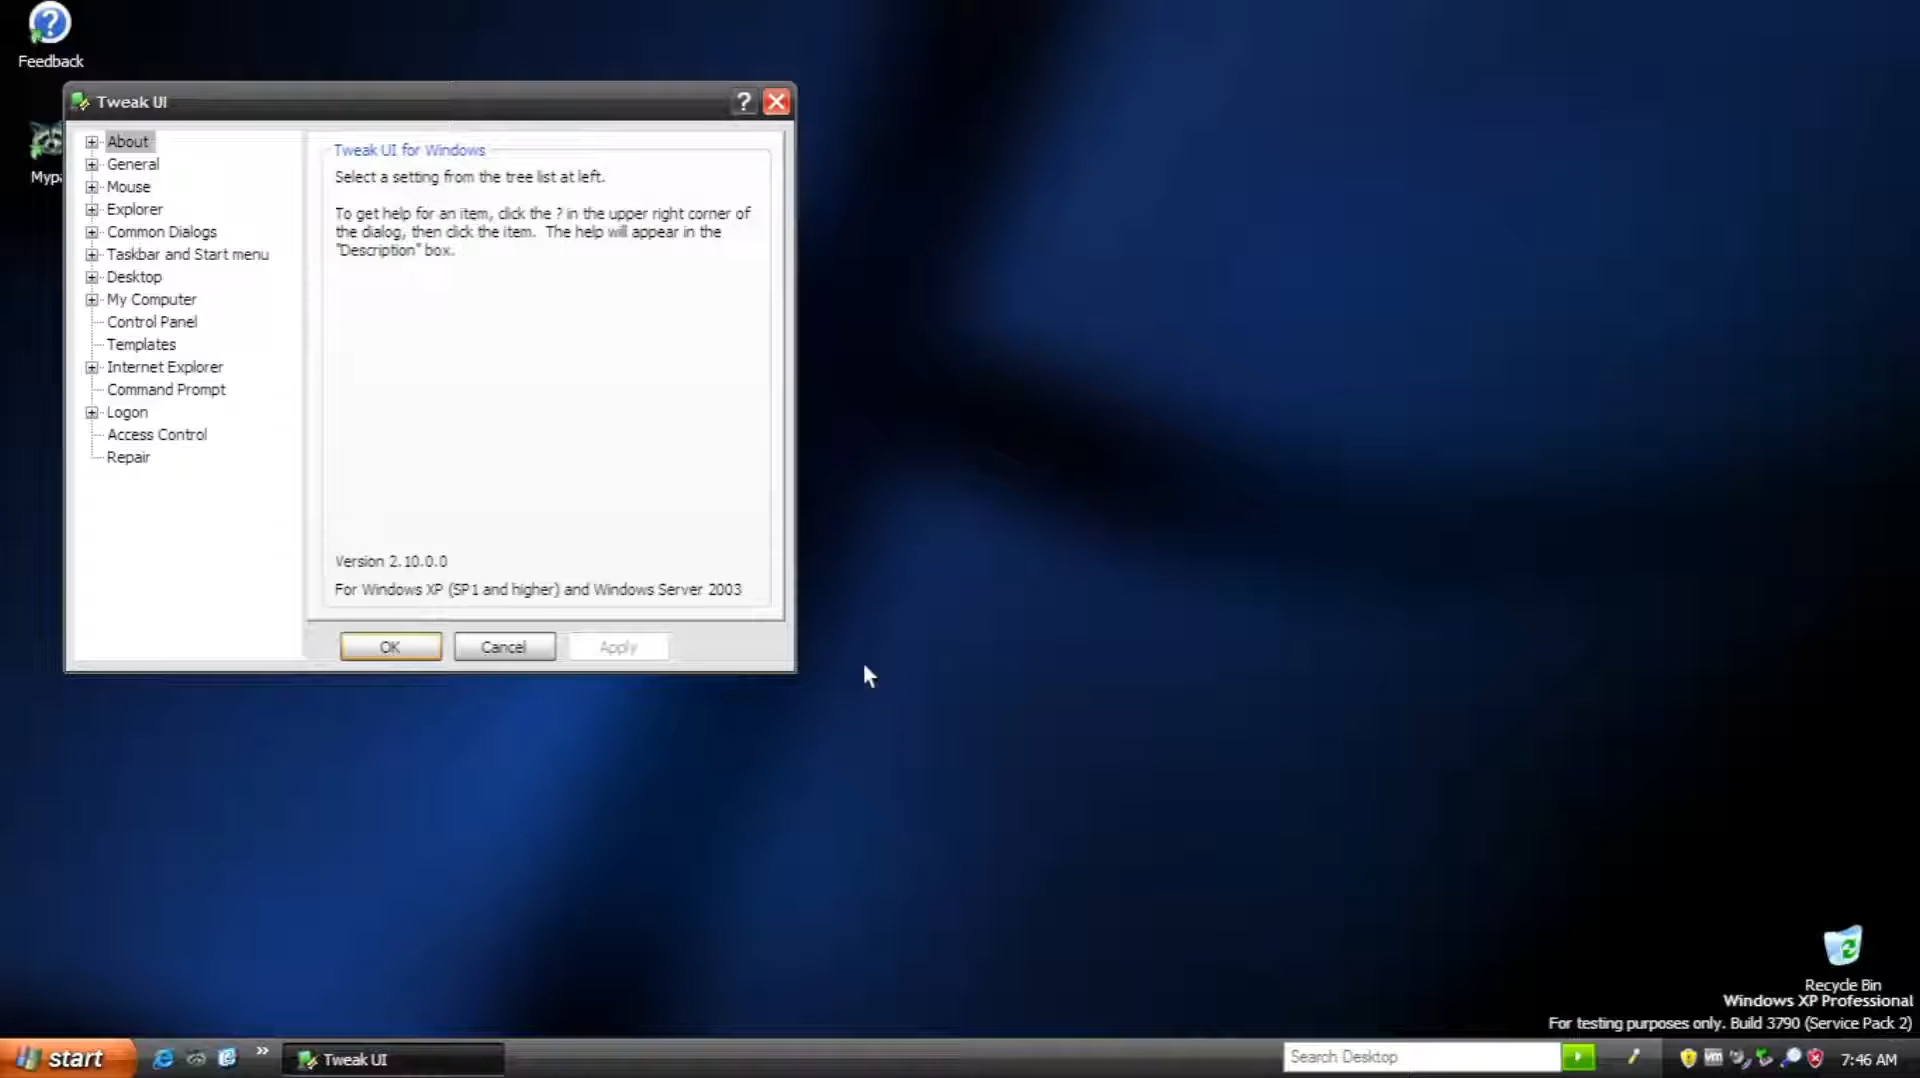 Feedback
Tweak UI
?
Myp
About
General
Mouse
Explorer
Common Dialogs
Taskbar and Start menu
Desktop
My Computer
Control Panel
Templates
Internet Explorer
Command Prompt
Logon
Access Control
Repair
Tweak UI for Windows
Select a setting from the tree list at left.
To get help for an item, click the ? in the upper right corner of
the dialog, then click the item. The help will appear in the
"Description" box.
Version 2.10.0.0
For Windows XP (SP1 and higher) and Windows Server 2003
OK
Cancel
Apply
Recycle Bin
Windows XP Professional
For testing purposes only. Build 3790 (Service Pack 2)
start
»
Tweak UI
Search Desktop
vm
7:46 AM